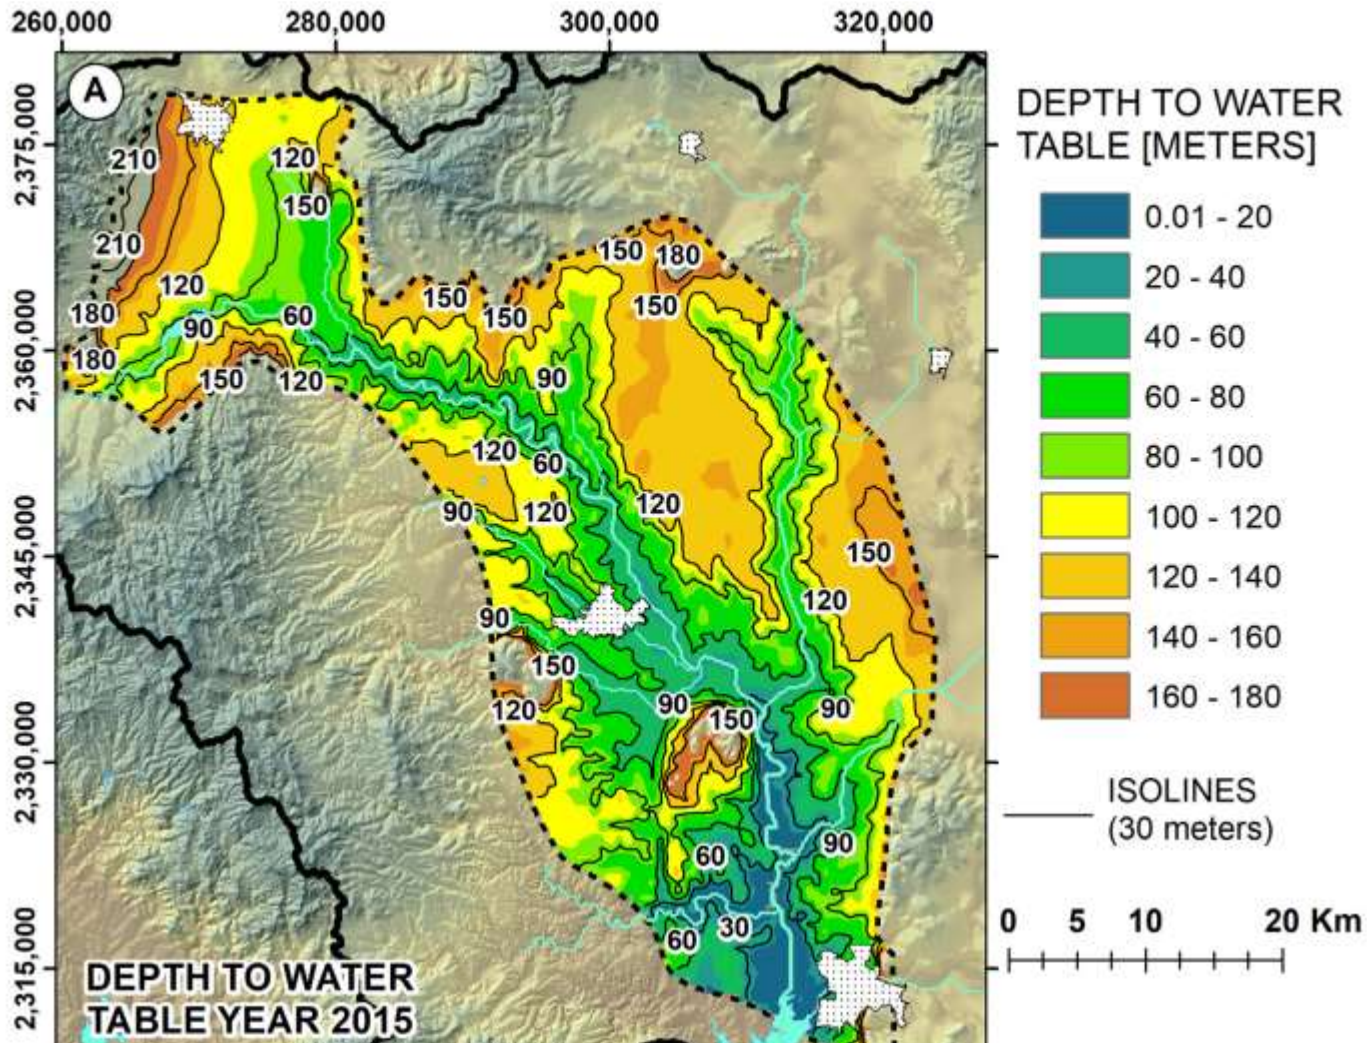 260,000 280,000 300,000 320,000
A
2,375,000
2,360,000
2,345,000
2,330,000
2,315,000
210
120
150
210
120
180
90
60
180
150
120
150
150
150
180
150
90
120
60
120
90
120
150
120
90
150
120
90
150
90
60
90
30
60
DEPTH TO WATER
TABLE YEAR 2015
DEPTH TO WATER
TABLE [METERS]
0.01 - 20
20 - 40
40 - 60
60 - 80
80 - 100
100 - 120
120 - 140
140 - 160
160 - 180
ISOLINES
(30 meters)
0 5 10 20 Km